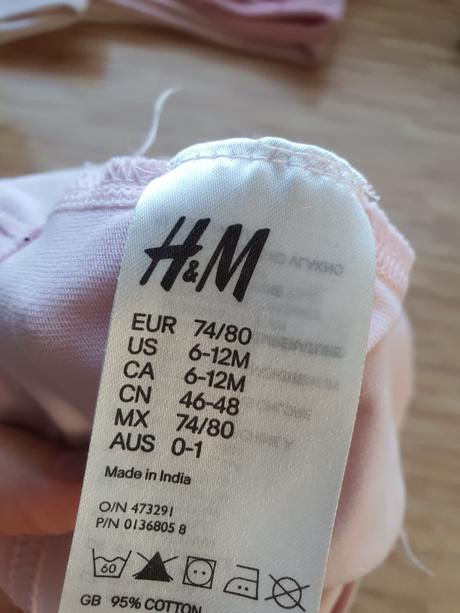 H&M
EUR 74/80
US 6-12M
CA 6-12M
CN 46-48
MX 74/80
AUS 0-1
Made in India
O/N 473291
P/N 0136805 8
60
GB 95% COTTON